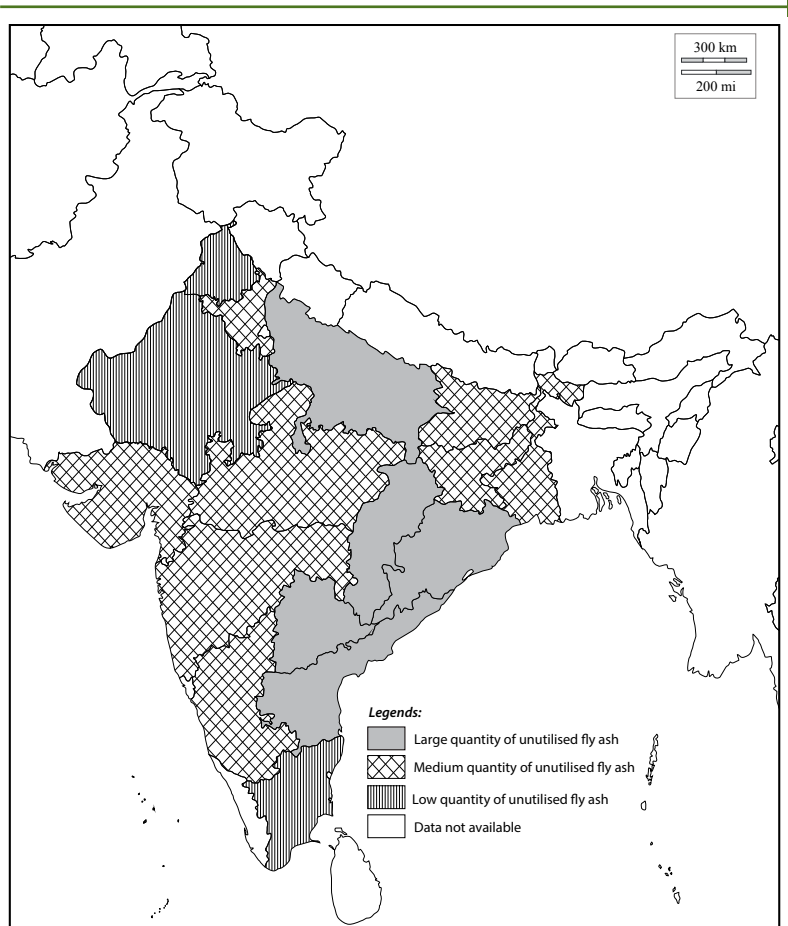 300 km
200 mi
Legends:
Large quantity of unutilised fly ash
Medium quantity of unutilised fly ash
Low quantity of unutilised fly ash
Data not available